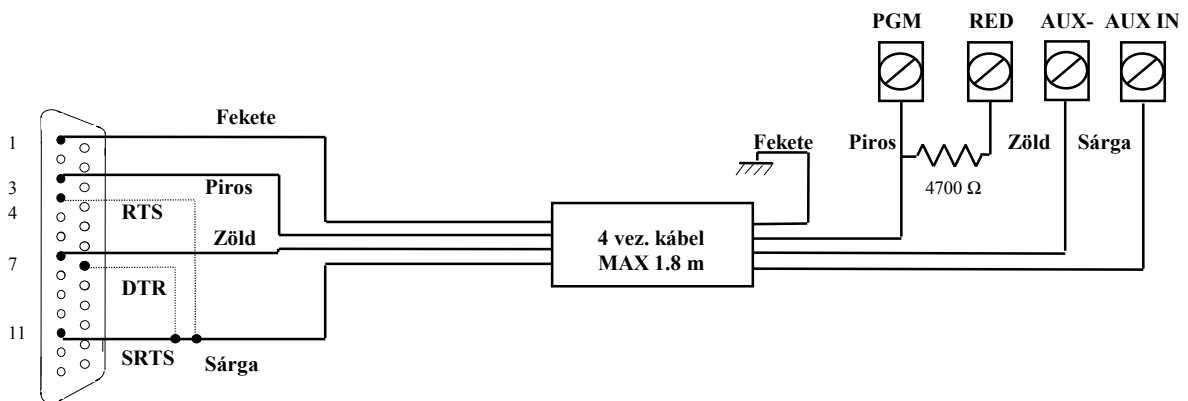 PGM RED AUX- AUX IN
Fekete
1
Fekete
Piros
Zöld
Sárga
3
Piros
4700 Ω
4
RTS
Zöld
4 vez. kábel
MAX 1.8 m
7
DTR
11
SRTS
Sárga